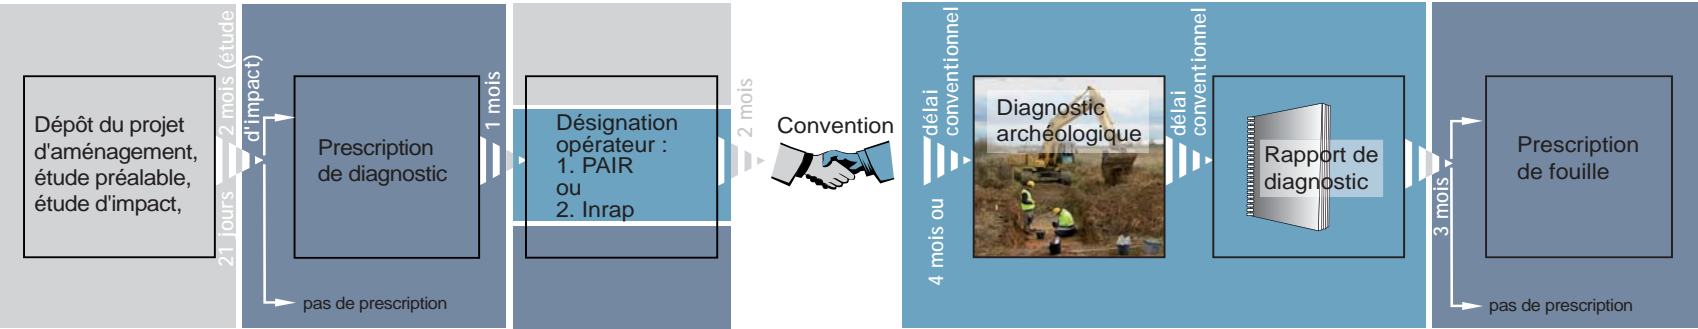 Dépôt du projet
d'aménagement,
étude préalable,
étude d'impact,
21 jours
2 mois (étude
d'impact)
Prescription
de diagnostic
pas de prescription
1 mois
Désignation
opérateur :
1. PAIR
ou
2. Inrap
2 mois
Convention
4 mois ou
délai
conventionnel
Diagnostic
archéologique
délai
conventionnel
Rapport de
diagnostic
3 mois
Prescription
de fouille
pas de prescription